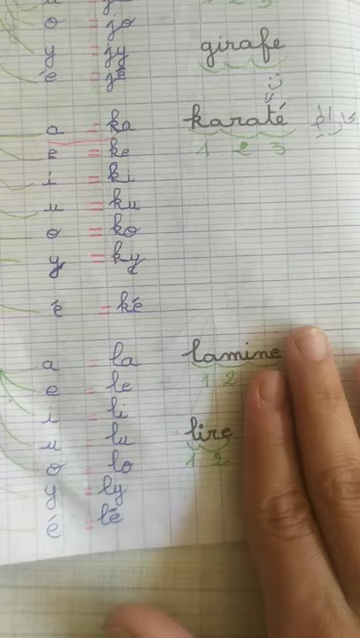 o = jo
girafe
y = jy
é = jé
a = ka karaté
1 2 3
e = ke
i = ki
u = ku
o = ko
y = ky
é = ké
a = la lamine
1 2
e = le
i = li
u = lu lire
1 2
o = lo
y = ly
é = lé